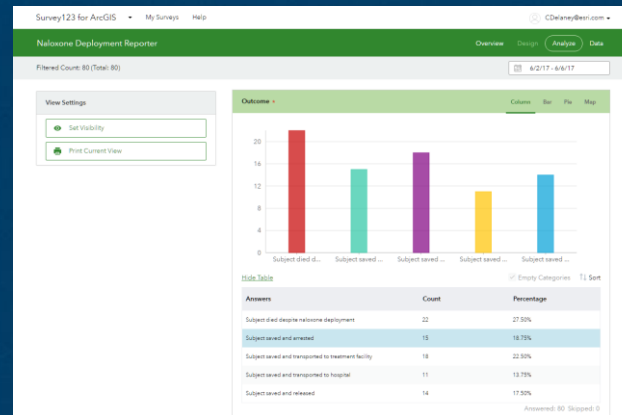 Survey123 for ArcGIS My Surveys Help CDelaney@esri.com
Naloxone Deployment Reporter Overview Design Analyze Data
Filtered Count: 80 (Total: 80) 6/2/17 - 6/6/17
View Settings
Set Visibility
Print Current View
Outcome Column Bar Pie Map
20
16
12
8
4
0
Subject died d... Subject saved ... Subject saved ... Subject saved ... Subject saved ...
Hide Table Empty Categories Sort
Answers Count Percentage
Subject died despite naloxone deployment 22 27.50%
Subject saved and arrested 15 18.75%
Subject saved and transported to treatment facility 18 22.50%
Subject saved and transported to hospital 11 13.75%
Subject saved and released 14 17.50%
Answered: 80 Skipped: 0